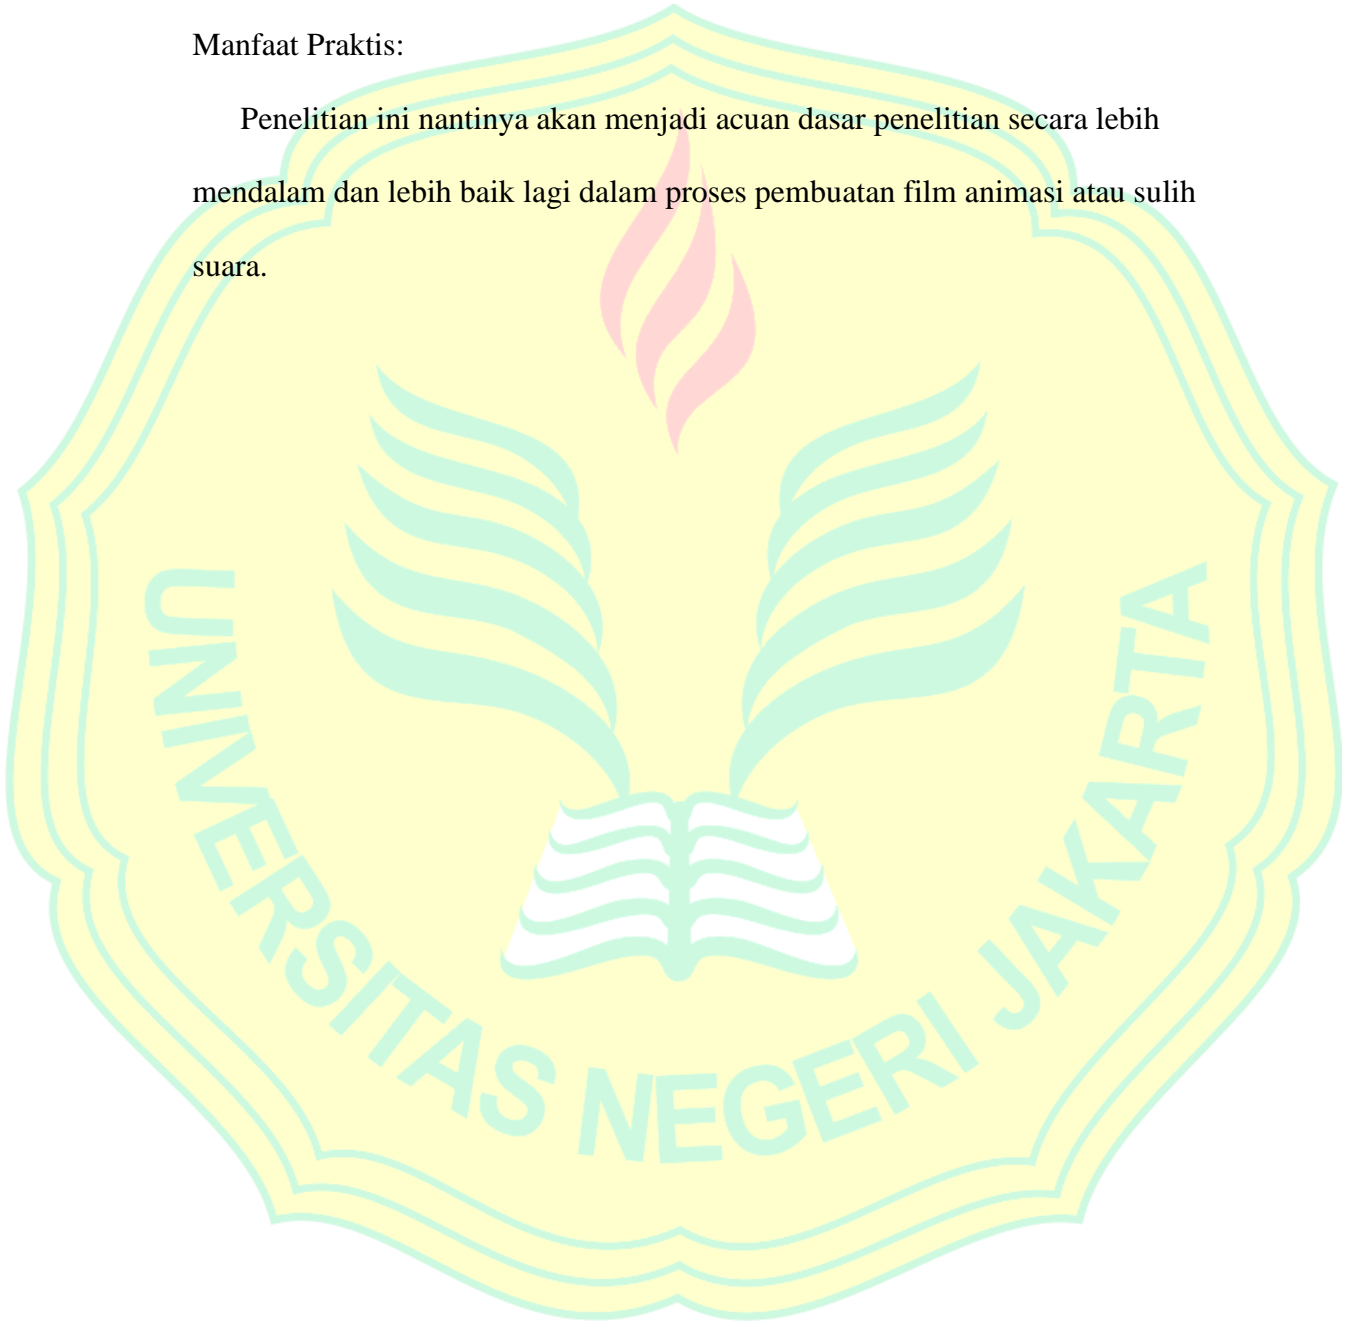 Manfaat Praktis:
Penelitian ini nantinya akan menjadi acuan dasar penelitian secara lebih
mendalam dan lebih baik lagi dalam proses pembuatan film animasi atau sulih
suara.
UNIVERSITAS NEGERI JAKARTA